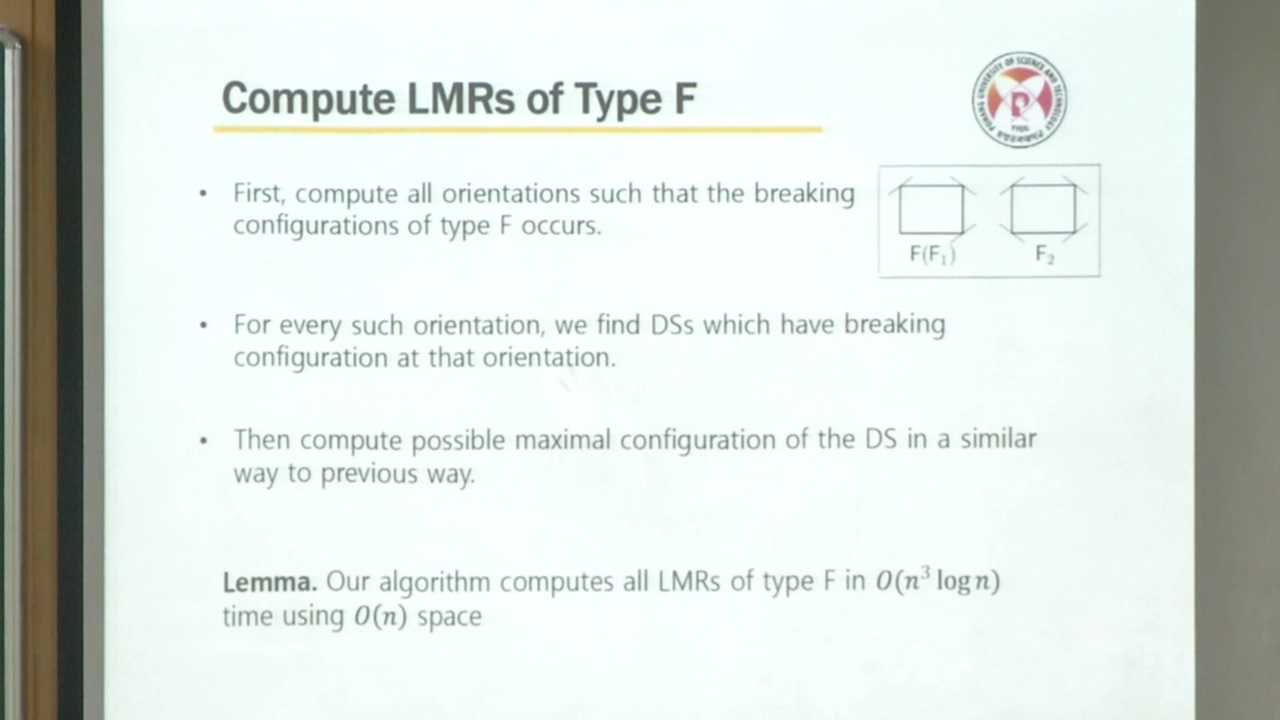 Compute LMRs of Type F
• First, compute all orientations such that the breaking
configurations of type F occurs.
F(F₁) F₂
• For every such orientation, we find DSs which have breaking
configuration at that orientation.
• Then compute possible maximal configuration of the DS in a similar
way to previous way.
Lemma. Our algorithm computes all LMRs of type F in O(n³ log n)
time using O(n) space